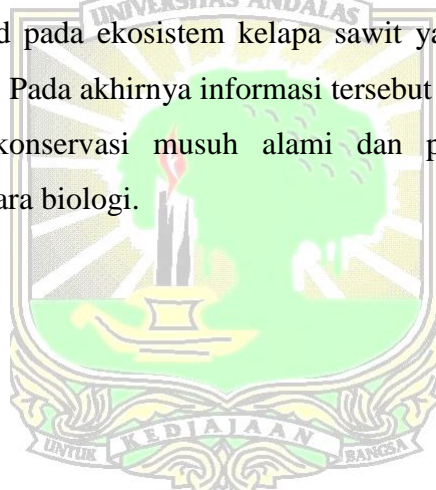 UNIVERSITAS ANDALAS
d pada ekosistem kelapa sawit ya
Pada akhirnya informasi tersebut
konservasi musuh alami dan p
ara biologi.
UNTUK KEDJAJAAN BANGSA